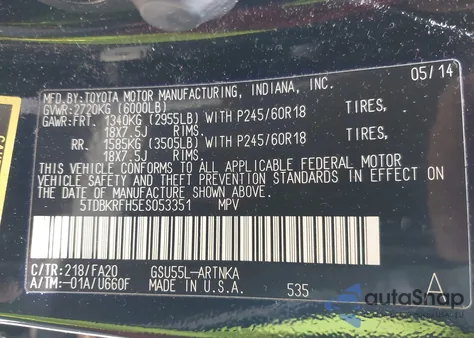 MFD.BY:TOYOTA MOTOR MANUFACTURING, INDIANA, INC. 05/14
GVWR:2720KG (6000LB)
GAWR:FRT. 1340KG (2955LB) WITH P245/60R18 TIRES,
18X7.5J RIMS.
RR. 1585KG (3505LB) WITH P245/60R18 TIRES,
18X7.5J RIMS.
THIS VEHICLE CONFORMS TO ALL APPLICABLE FEDERAL MOTOR
VEHICLE SAFETY AND THEFT PREVENTION STANDARDS IN EFFECT ON
THE DATE OF MANUFACTURE SHOWN ABOVE.
5TDBKRFH5ES053351 MPV
C/TR:218/FA20 GSU55L-ARTNKA
A/TM:-01A/U660F MADE IN U.S.A. 535 A
autoSnap